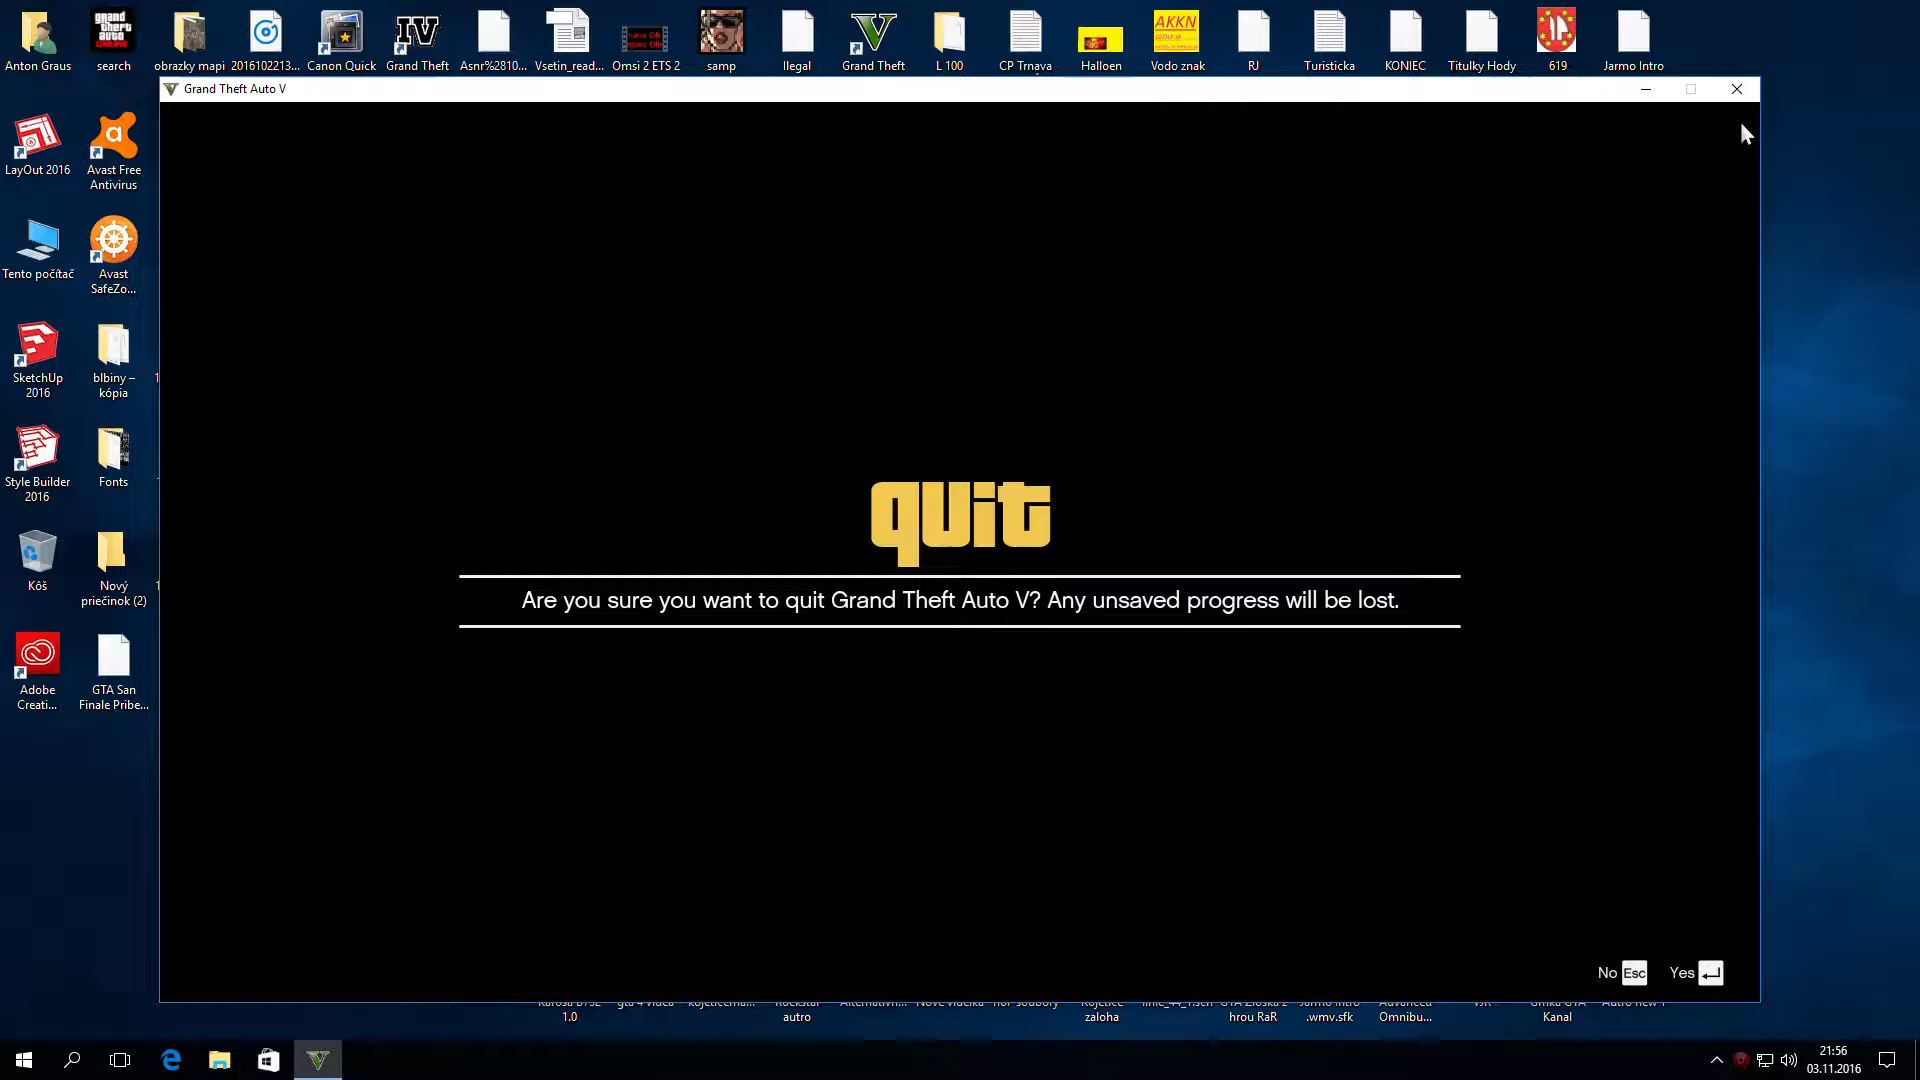 Anton Graus
grand theft auto
search
obrazky mapi
2016102213...
Canon Quick
IV
Grand Theft
Asnr%2810...
Vsetin_read...
Omsi 2 ETS 2
samp
Ilegal
Grand Theft
L 100
CP Trnava
Halloen
AKKN
Vodo znak
RJ
Turisticka
KONIEC
Titulky Hody
619
Jarmo Intro
Grand Theft Auto V
LayOut 2016
Avast Free
Antivirus
Tento počítač
Avast
SafeZo...
SketchUp
2016
blbiny –
kópia
Style Builder
2016
Fonts
Kôš
Nový
priečinok (2)
Adobe
Creati...
GTA San
Finale Pribe...
quit
Are you sure you want to quit Grand Theft Auto V? Any unsaved progress will be lost.
No Esc Yes
1.0
autro
zaloha
hrou RaR
.wmv.sfk
Omnibu...
Kanal
21:56
03.11.2016